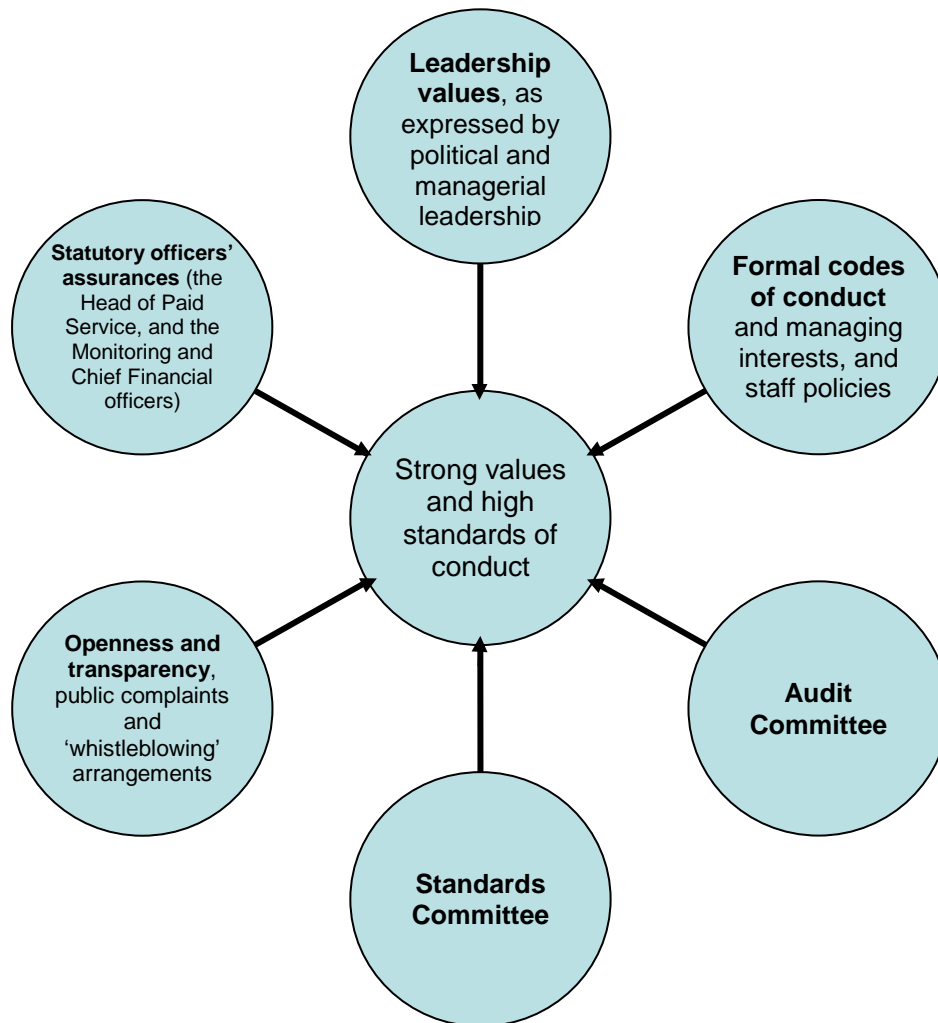 Leadership
values, as
expressed by
political and
managerial
leadership
Statutory officers’
assurances (the
Head of Paid
Service, and the
Monitoring and
Chief Financial
officers)
Formal codes
of conduct
and managing
interests, and
staff policies
Strong values
and high
standards of
conduct
Openness and
transparency,
public complaints
and
‘whistleblowing’
arrangements
Audit
Committee
Standards
Committee